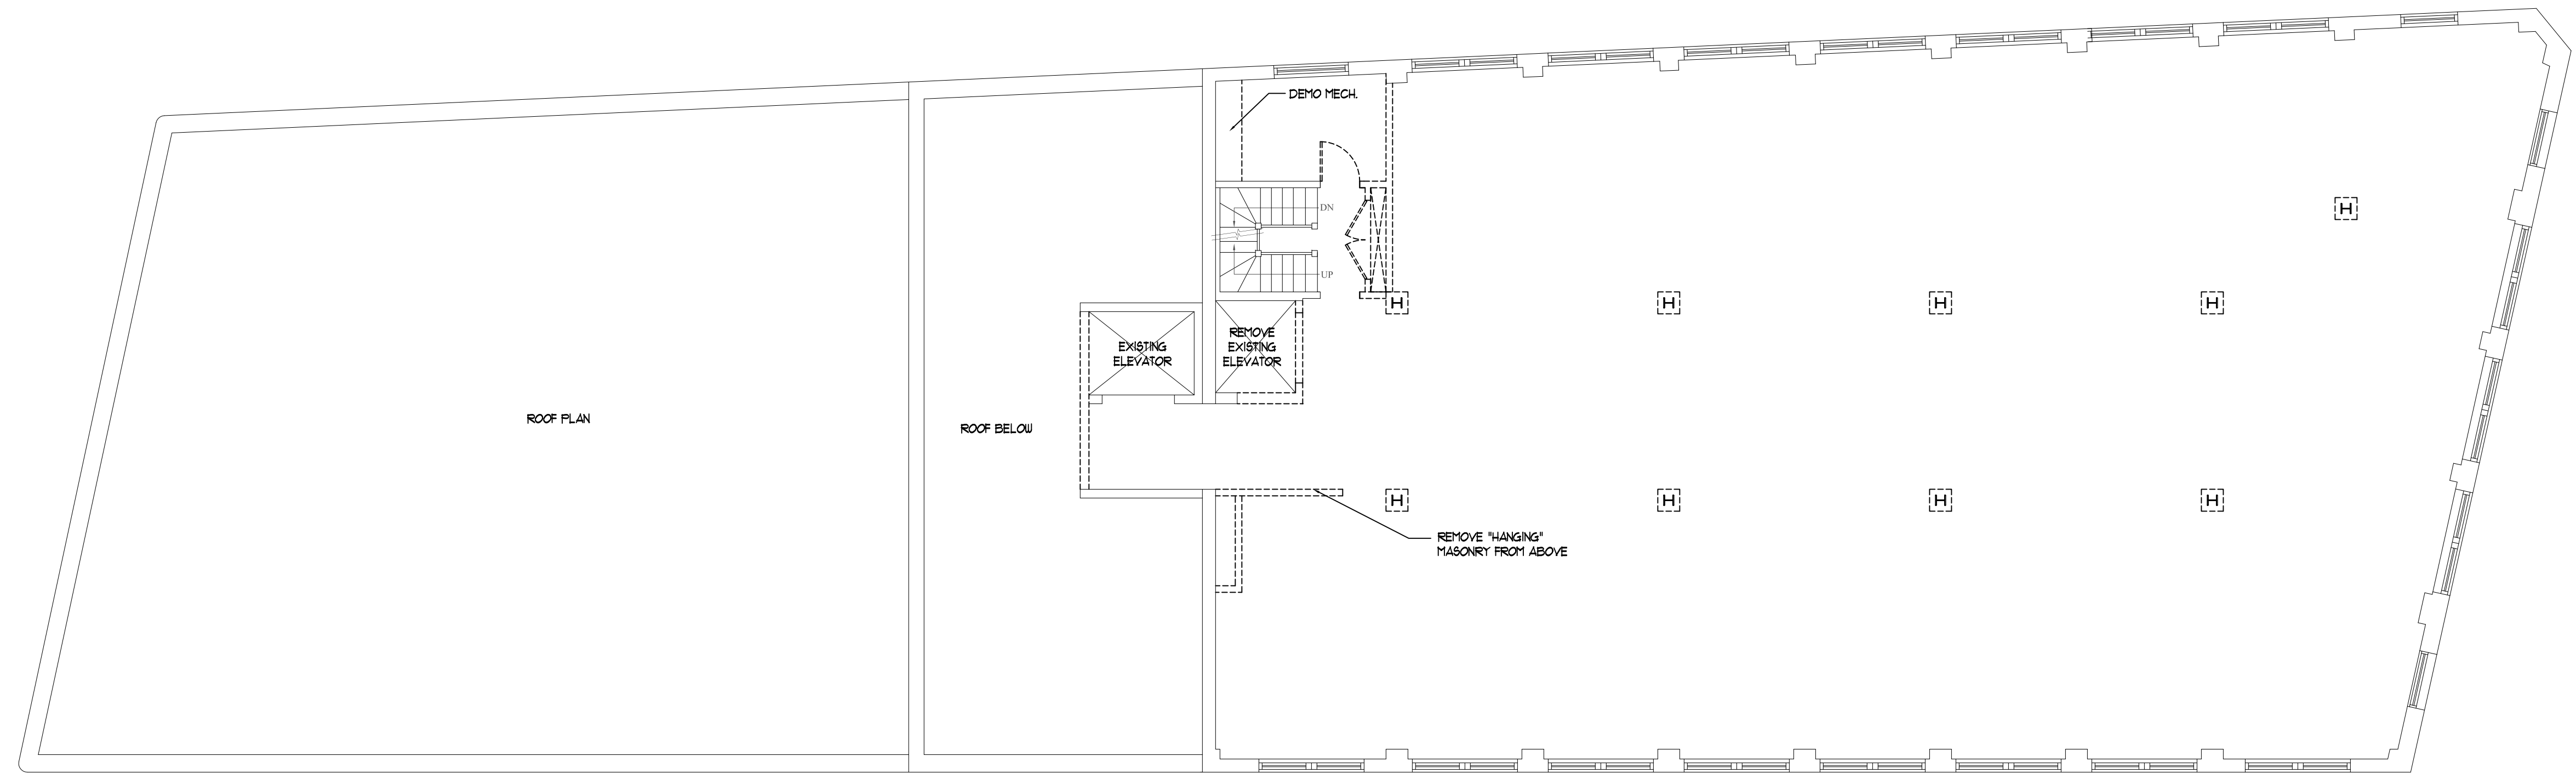 DEMO MECH.
DN
UP
H
H
H
H
H
REMOVE
EXISTING
ELEVATOR
EXISTING
ELEVATOR
ROOF PLAN
ROOF BELOW
H
H
H
H
REMOVE "HANGING"
MASONRY FROM ABOVE